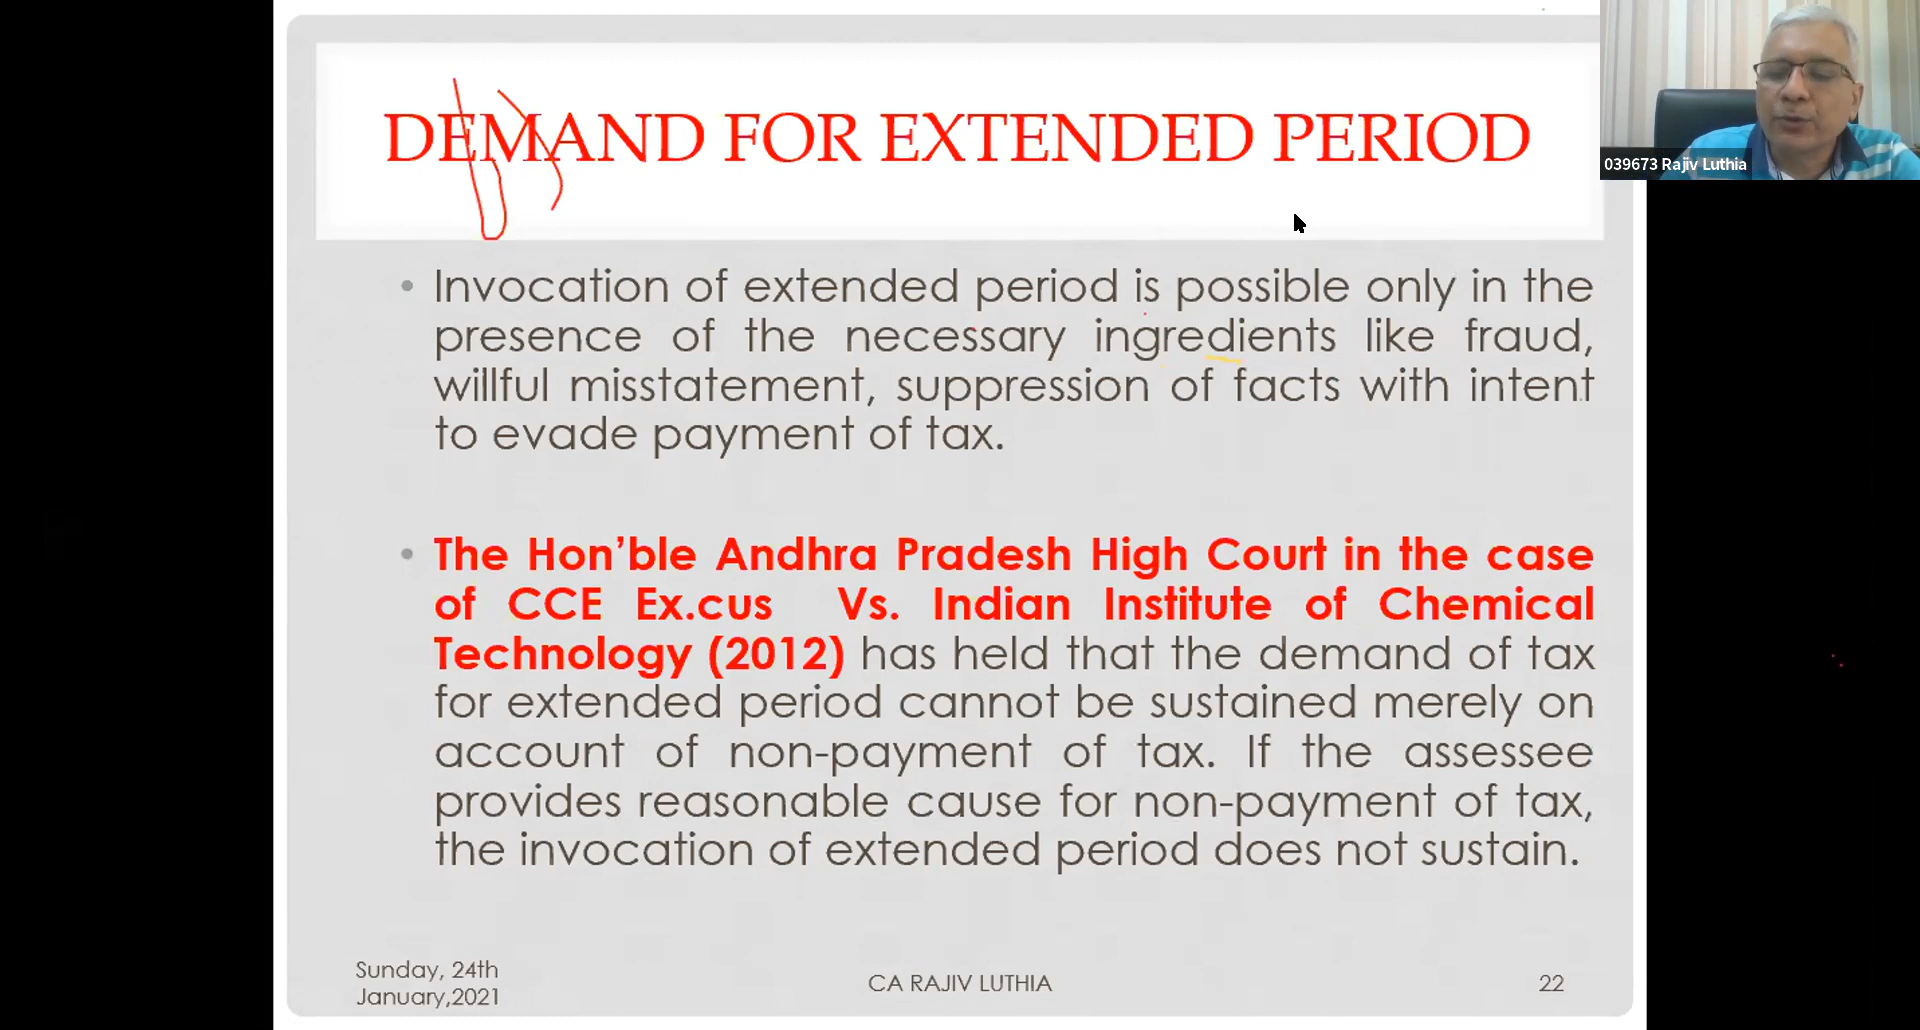 DEMAND FOR EXTENDED PERIOD
039673 Rajiv Luthia
• Invocation of extended period is possible only in the
presence of the necessary ingredients like fraud,
willful misstatement, suppression of facts with intent
to evade payment of tax.
• The Hon’ble Andhra Pradesh High Court in the case
of CCE Ex.cus Vs. Indian Institute of Chemical
Technology (2012) has held that the demand of tax
for extended period cannot be sustained merely on
account of non-payment of tax. If the assessee
provides reasonable cause for non-payment of tax,
the invocation of extended period does not sustain.
Sunday, 24th
January,2021
CA RAJIV LUTHIA
22